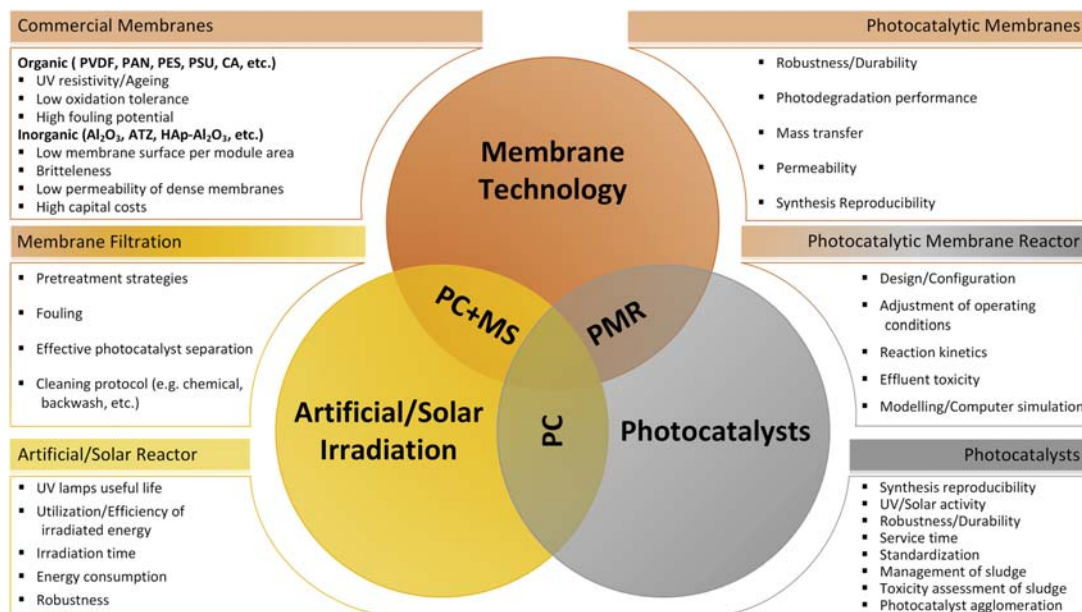 Commercial Membranes
Organic ( PVDF, PAN, PES, PSU, CA, etc.)
▪ UV resistivity/Ageing
▪ Low oxidation tolerance
▪ High fouling potential
Inorganic (Al₂O₃, ATZ, HAp-Al₂O₃, etc.)
▪ Low membrane surface per module area
▪ Britteleness
▪ Low permeability of dense membranes
▪ High capital costs
Membrane Filtration
▪ Pretreatment strategies
▪ Fouling
▪ Effective photocatalyst separation
▪ Cleaning protocol (e.g. chemical,
backwash, etc.)
Artificial/Solar Reactor
▪ UV lamps useful life
▪ Utilization/Efficiency of
irradiated energy
▪ Irradiation time
▪ Energy consumption
▪ Robustness
Membrane
Technology
PC+MS
PMR
Artificial/Solar
Irradiation
PC
Photocatalysts
Photocatalytic Membranes
▪ Robustness/Durability
▪ Photodegradation performance
▪ Mass transfer
▪ Permeability
▪ Synthesis Reproducibility
Photocatalytic Membrane Reactor
▪ Design/Configuration
▪ Adjustment of operating
conditions
▪ Reaction kinetics
▪ Effluent toxicity
▪ Modelling/Computer simulation
Photocatalysts
▪ Synthesis reproducibility
▪ UV/Solar activity
▪ Robustness/Durability
▪ Service time
▪ Standardization
▪ Management of sludge
▪ Toxicity assessment of sludge
▪ Photocatalyst agglomeration